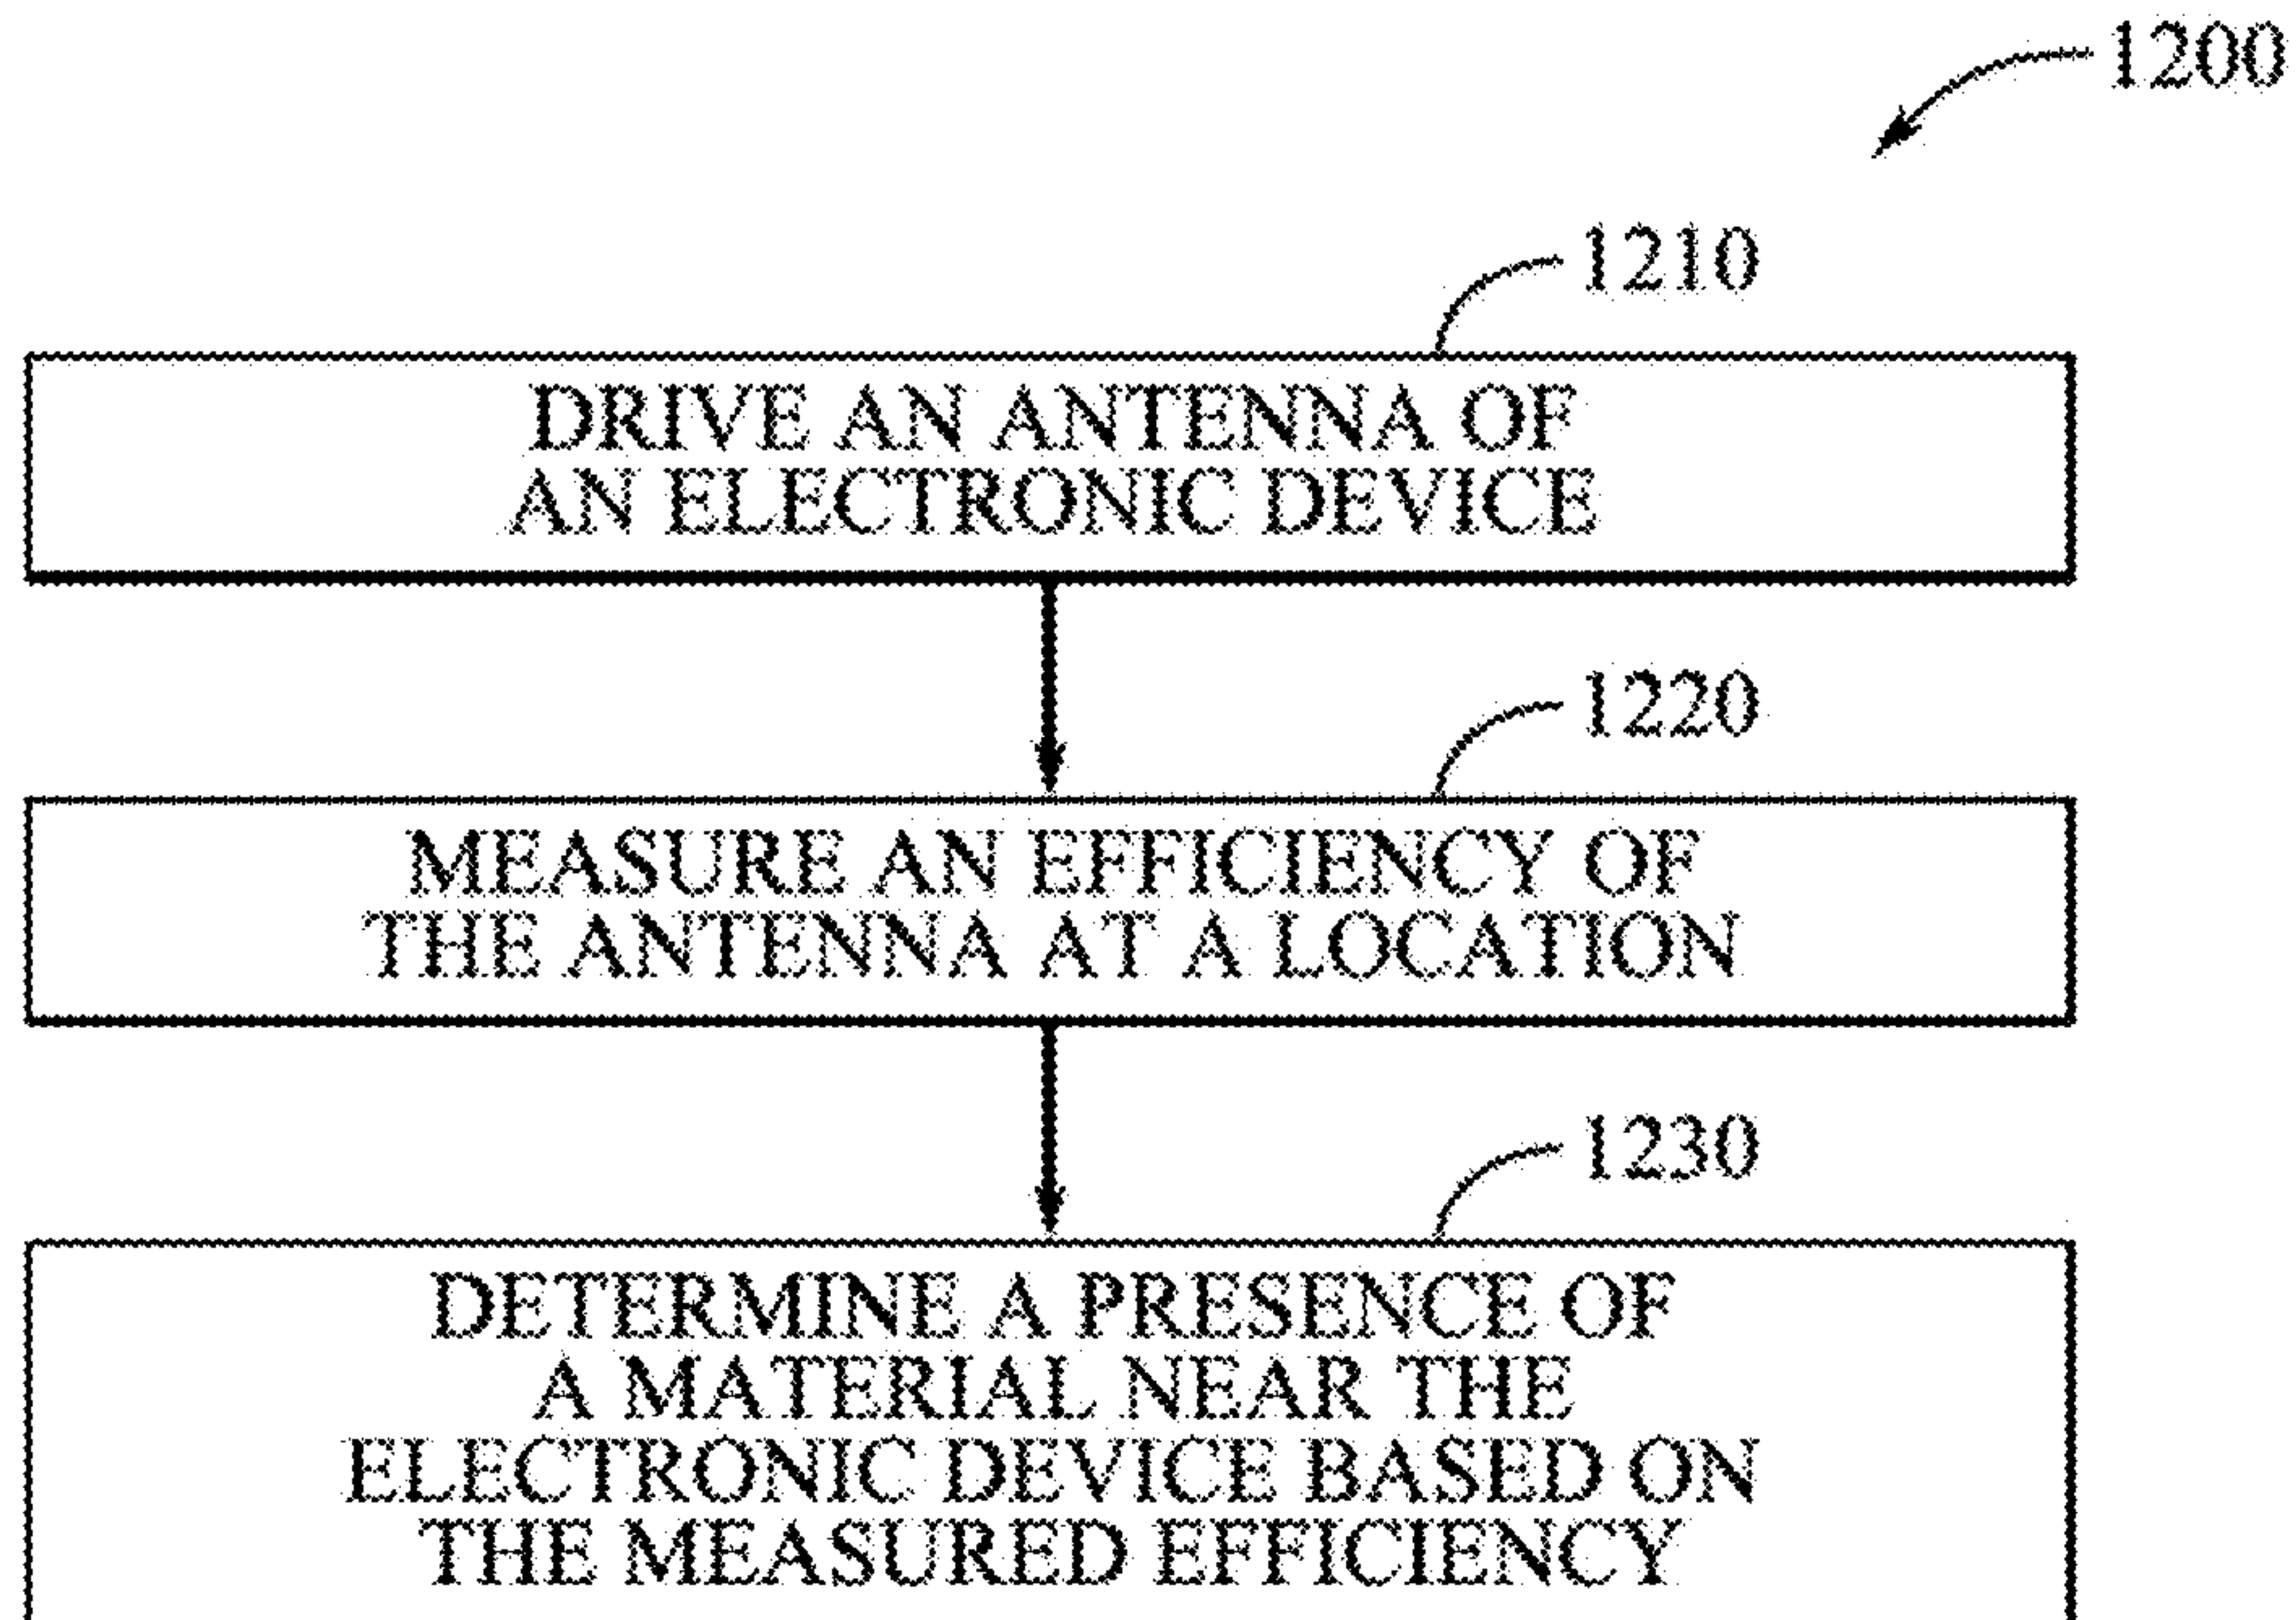 1200
1210
DRIVE AN ANTENNA OF
AN ELECTRONIC DEVICE
1220
MEASURE AN EFFICIENCY OF
THE ANTENNA AT A LOCATION
1230
DETERMINE A PRESENCE OF
A MATERIAL NEAR THE
ELECTRONIC DEVICE BASED ON
THE MEASURED EFFICIENCY